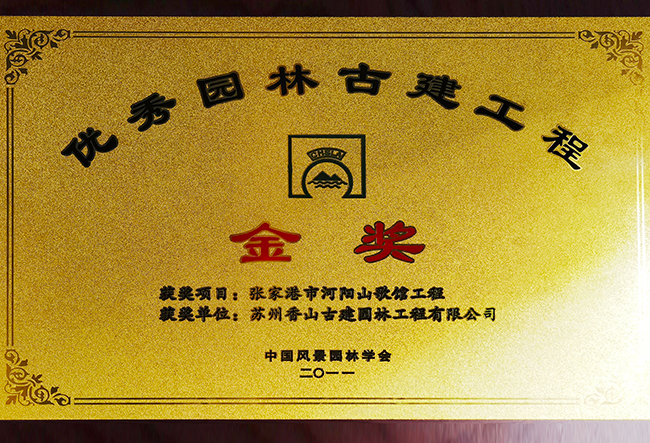 优秀园林古建工程
CHSLA
金奖
获奖项目：张家港市河阳山歌馆工程
获奖单位：苏州香山古建园林工程有限公司
中国风景园林学会
二〇一一